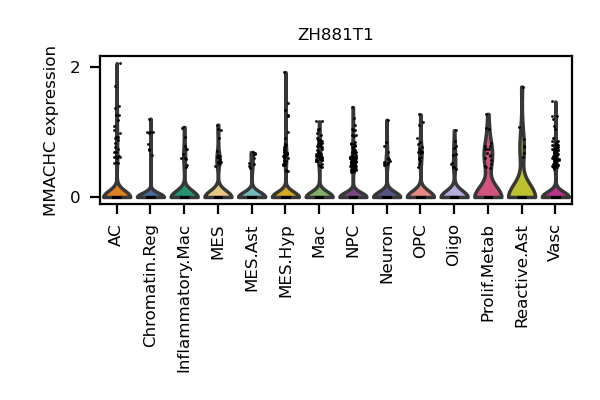 ZH881T1
MMACHC expression
2
0
AC
Chromatin.Reg
Inflammatory.Mac
MES
MES.Ast
MES.Hyp
Mac
NPC
Neuron
OPC
Oligo
Prolif.Metab
Reactive.Ast
Vasc